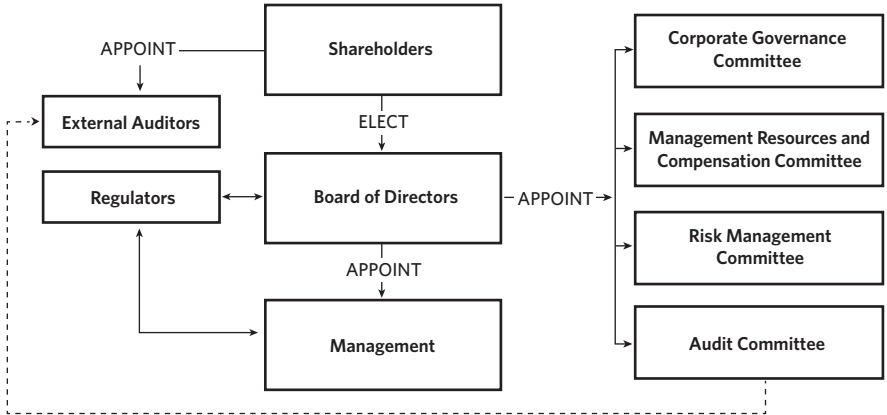 APPOINT
Shareholders
Corporate Governance
Committee
External Auditors
ELECT
Management Resources and
Compensation Committee
Regulators
Board of Directors
APPOINT
Risk Management
Committee
APPOINT
Management
Audit Committee